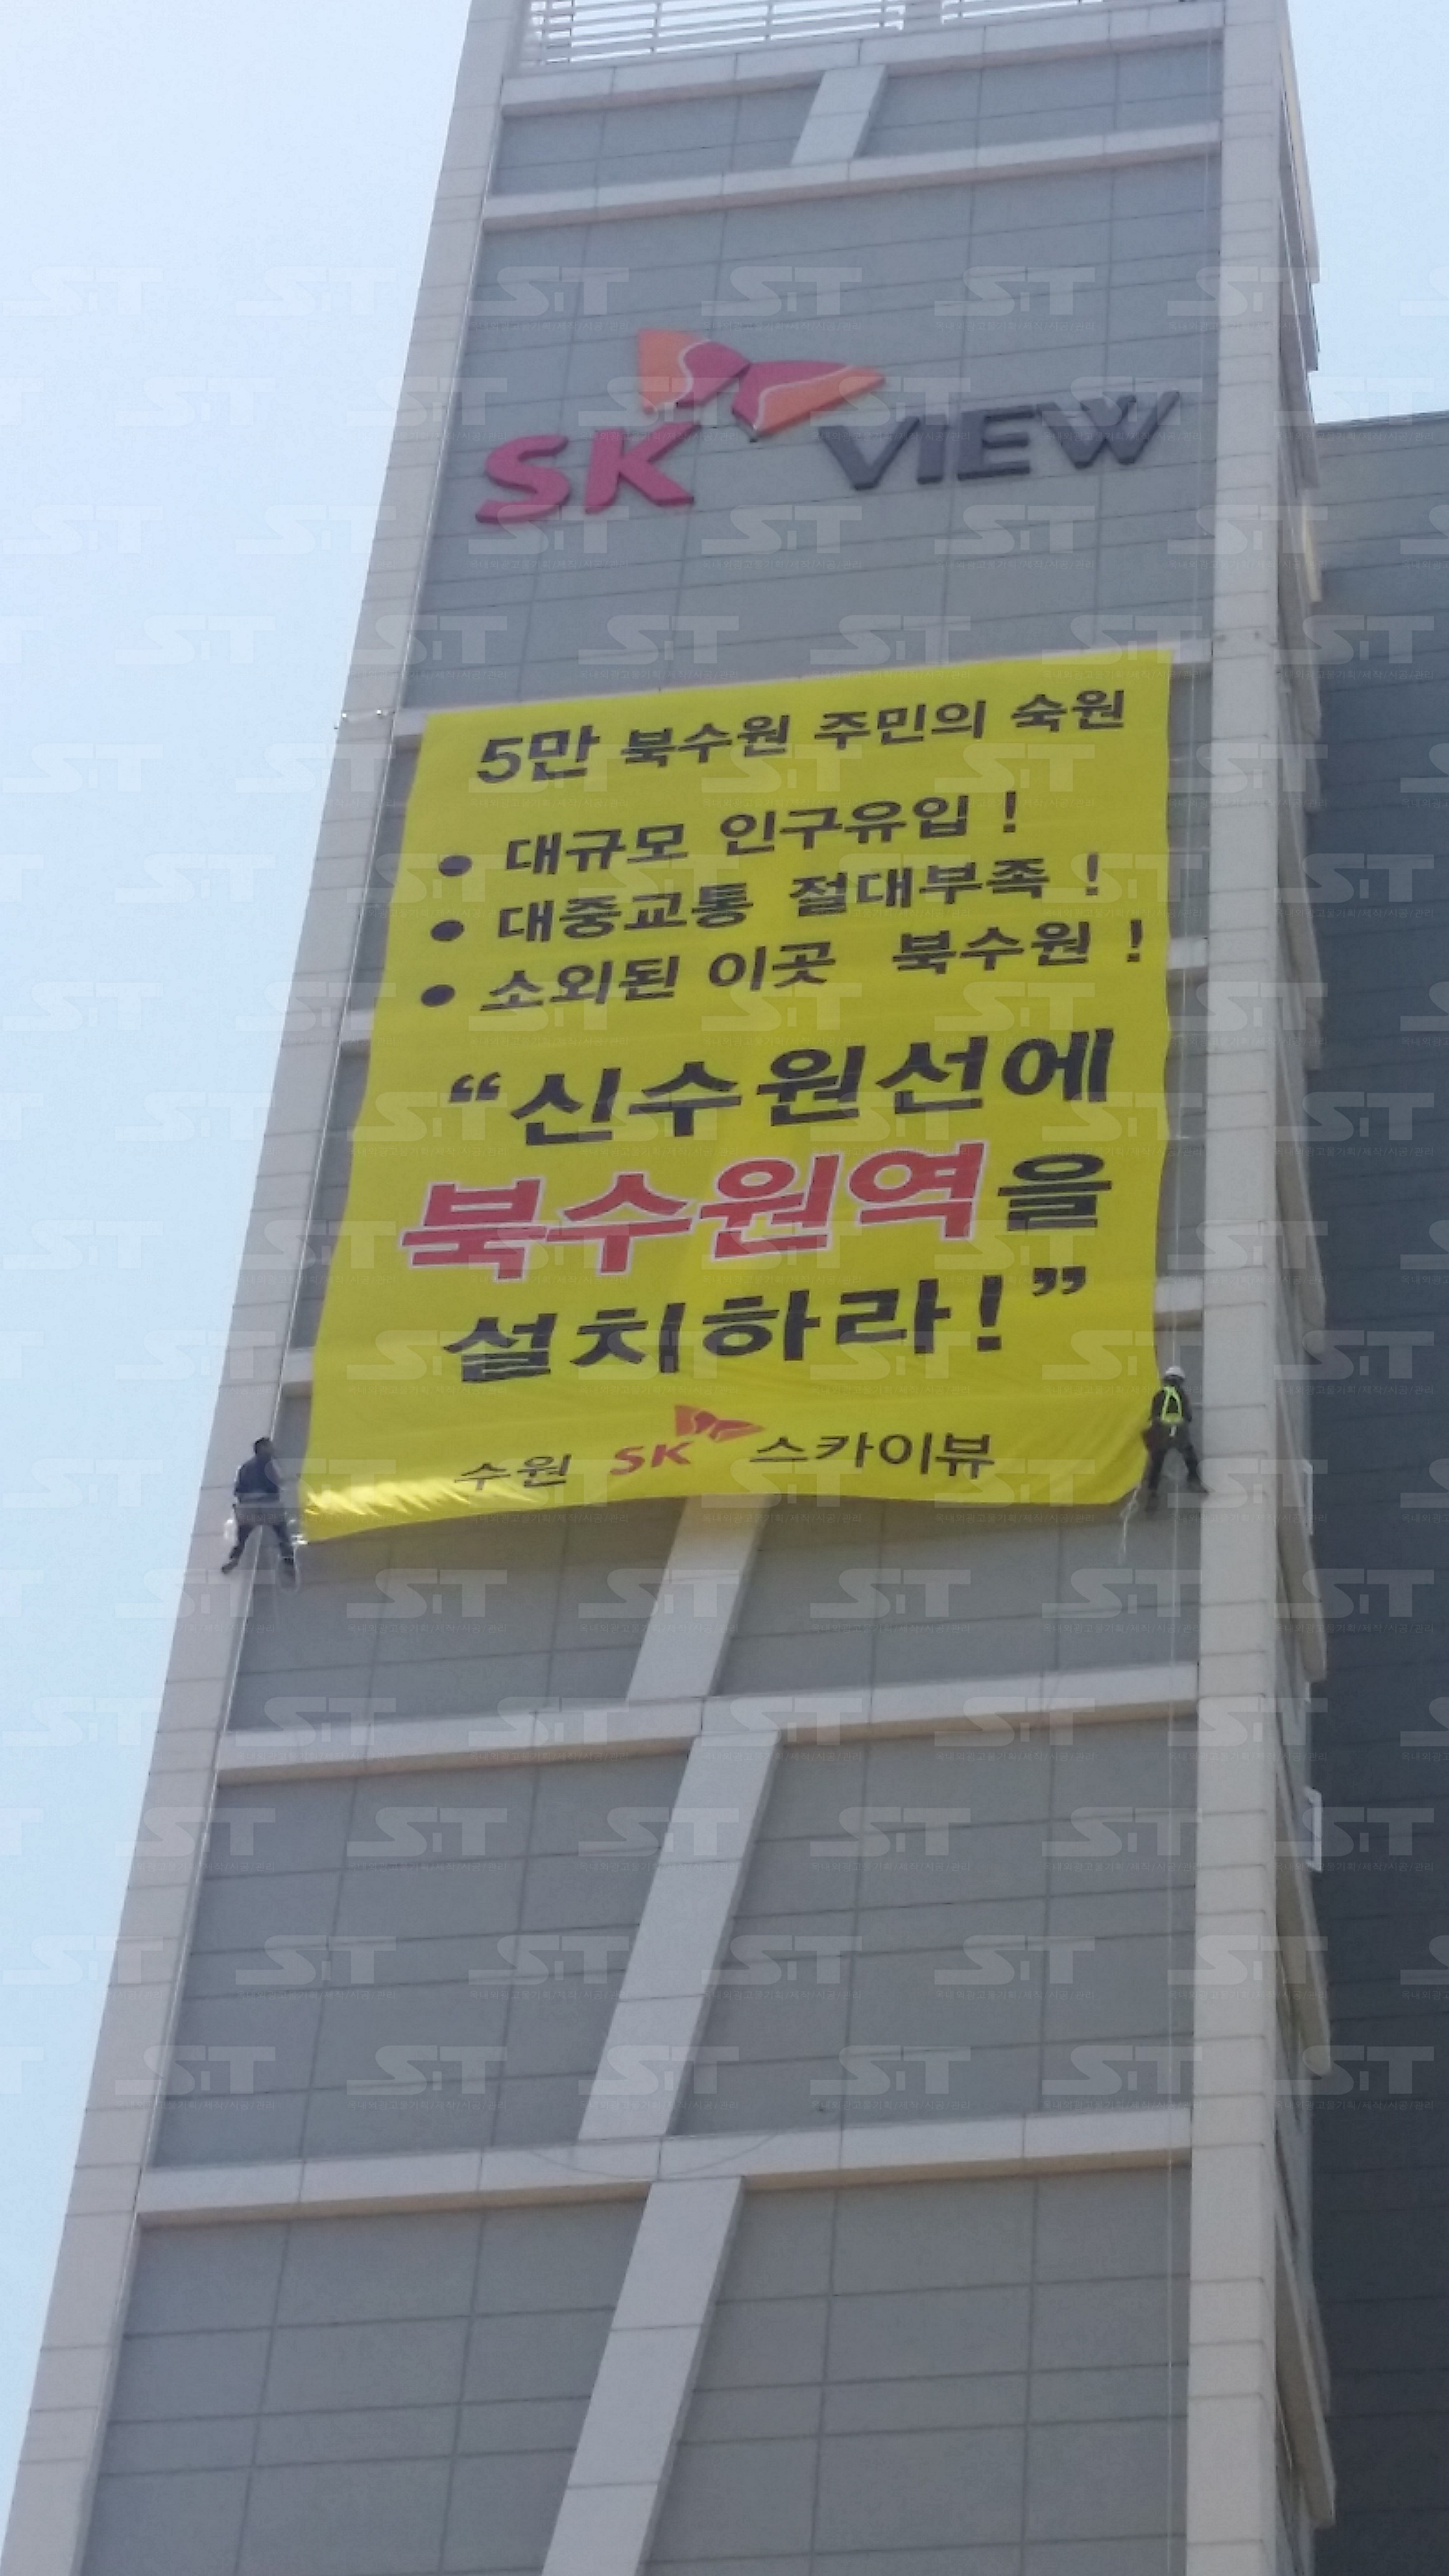 SK VIEW
5만 북수원 주민의 숙원
● 대규모 인구유입 !
● 대중교통 절대부족 !
● 소외된 이곳 북수원 !
“신수원선에
북수원역을
설치하라!”
수원 SK 스카이뷰